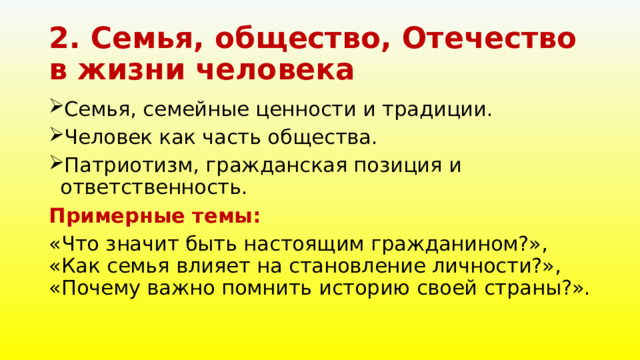 2. Семья, общество, Отечество
в жизни человека
Семья, семейные ценности и традиции.
Человек как часть общества.
Патриотизм, гражданская позиция и
ответственность.
Примерные темы:
«Что значит быть настоящим гражданином?»,
«Как семья влияет на становление личности?»,
«Почему важно помнить историю своей страны?».